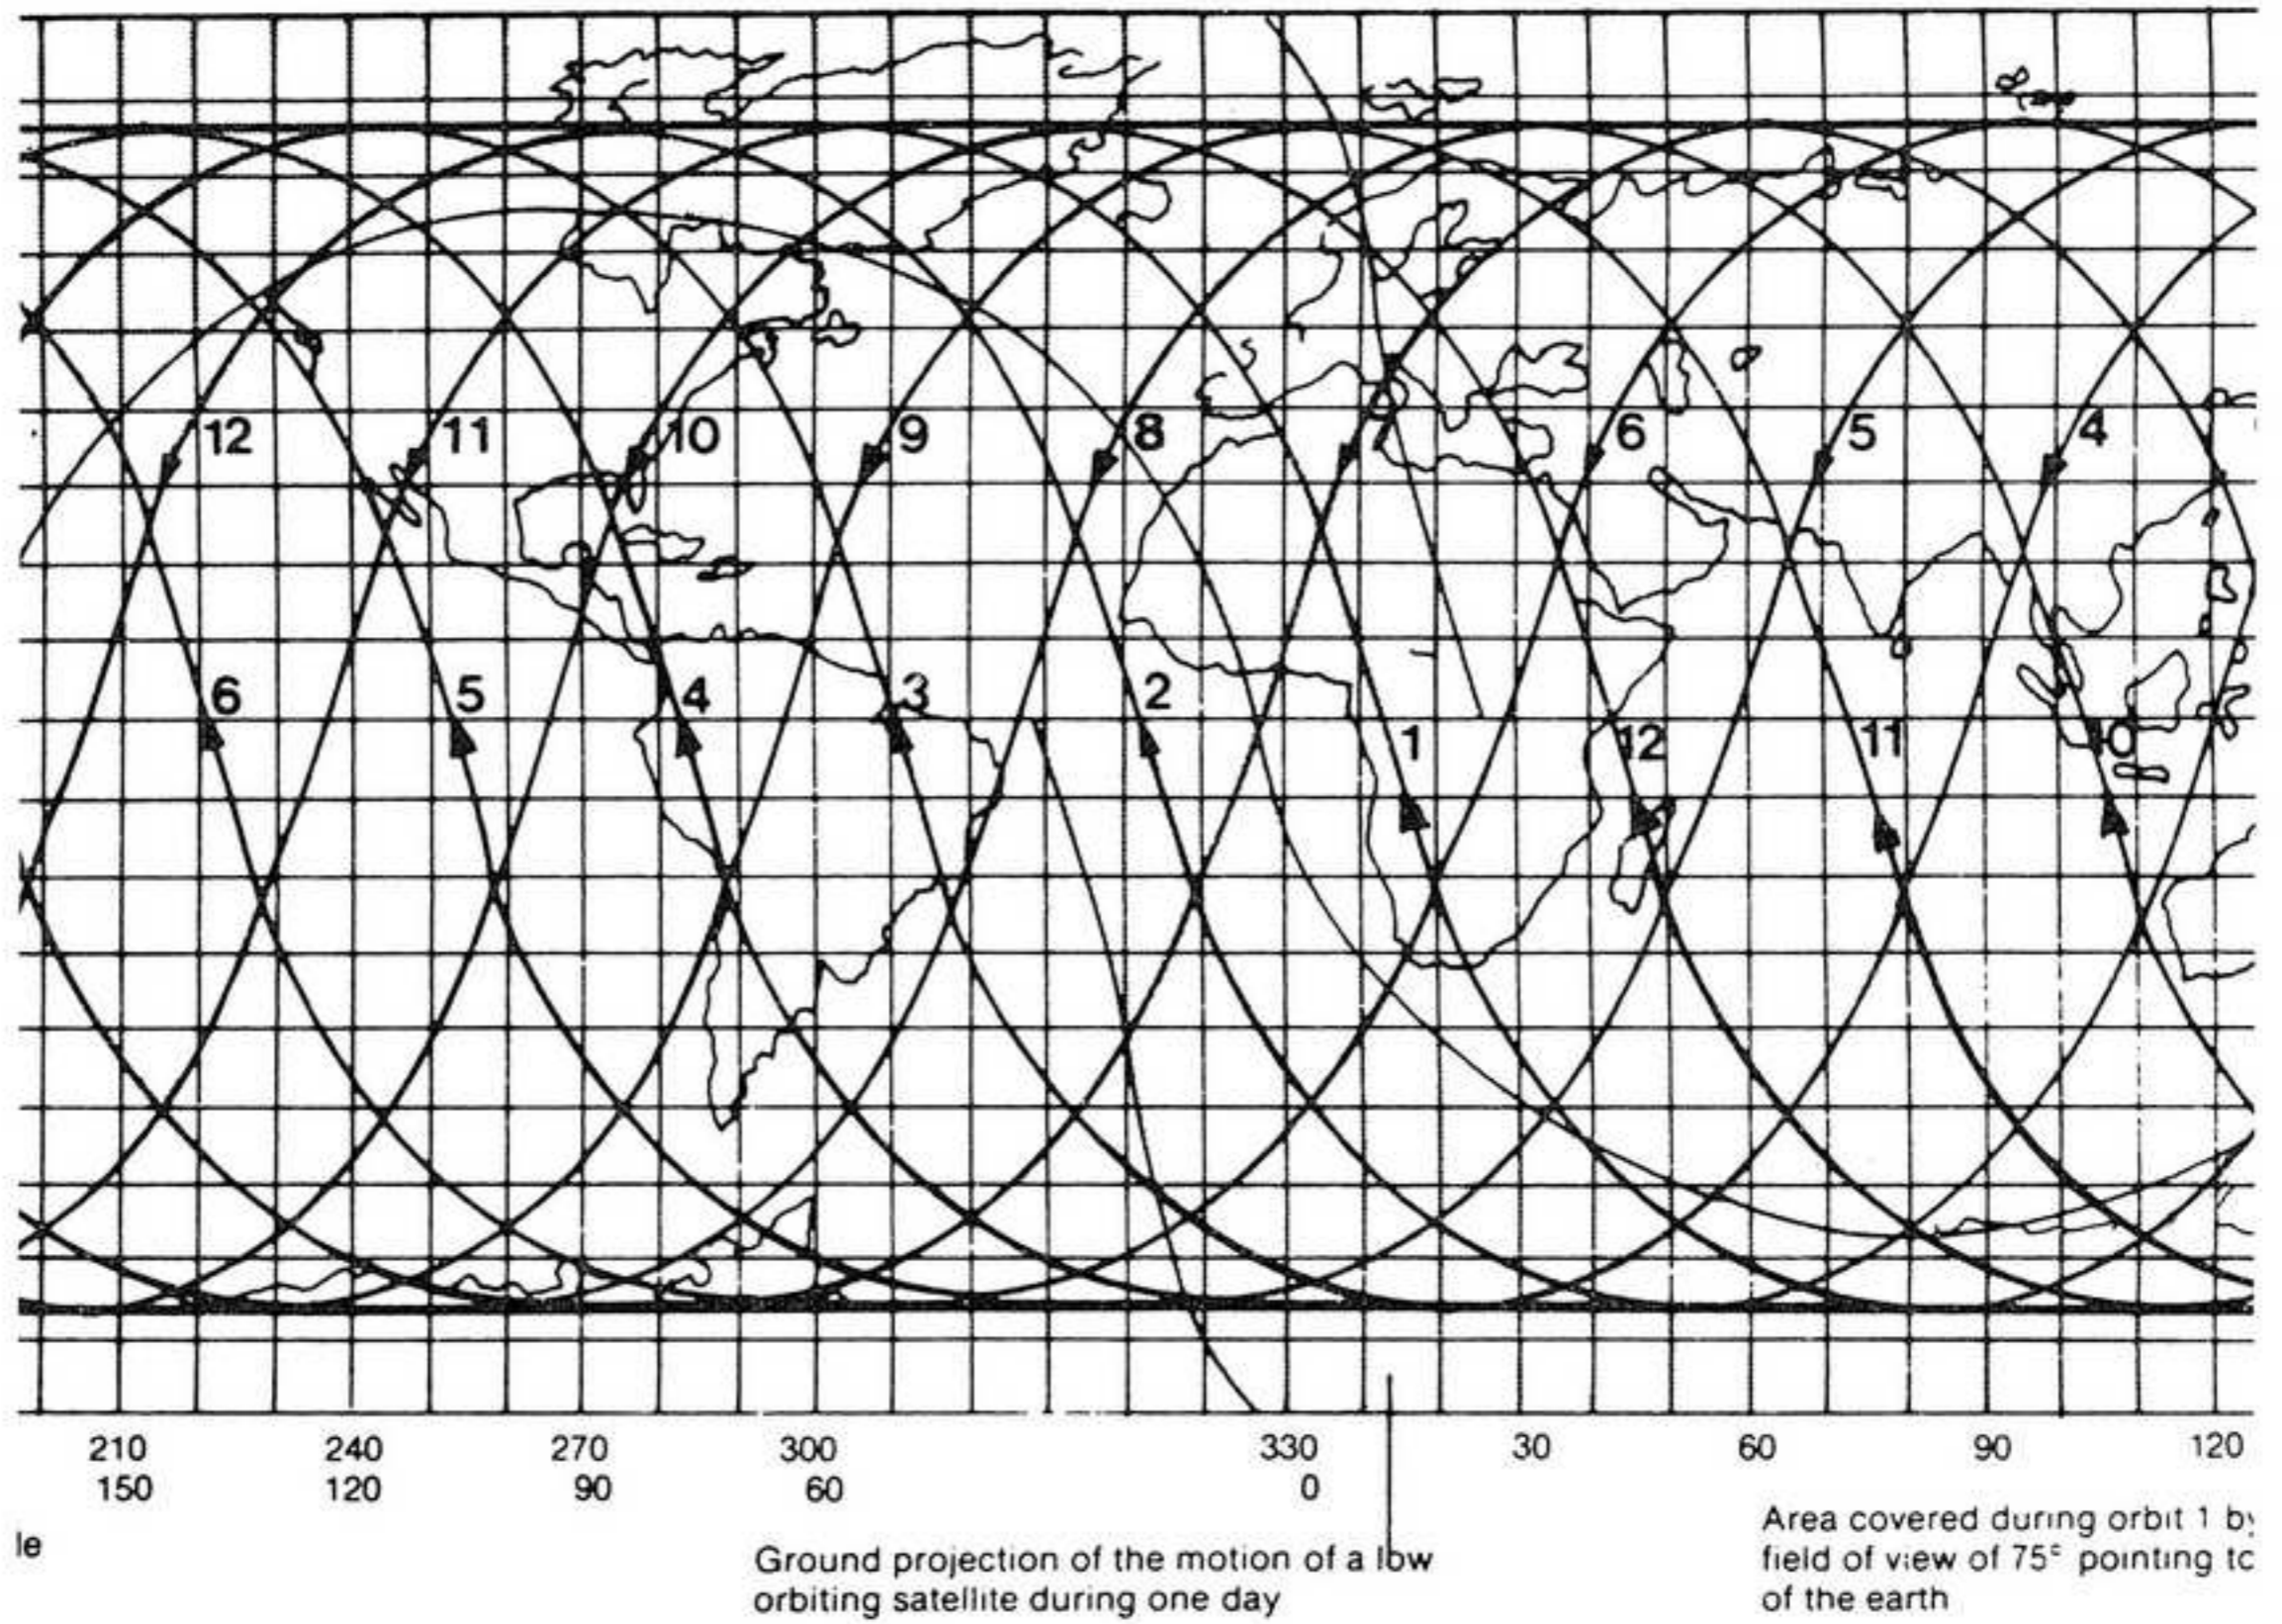 12 11 10 9 8 7 6 5 4
6 5 4 3 2 1 12 11 10
210 240 270 300 330 30 60 90 120
150 120 90 60 0
le
Ground projection of the motion of a low
orbiting satellite during one day
Area covered during orbit 1 by
field of view of 75° pointing to
of the earth